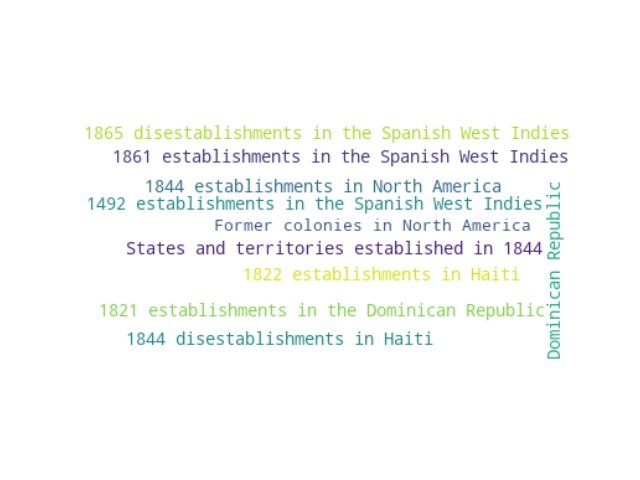 1865 disestablishments in the Spanish West Indies
1861 establishments in the Spanish West Indies
1844 establishments in North America
1492 establishments in the Spanish West Indies
Former colonies in North America
States and territories established in 1844
1822 establishments in Haiti
1821 establishments in the Dominican Republic
1844 disestablishments in Haiti
Dominican Republic